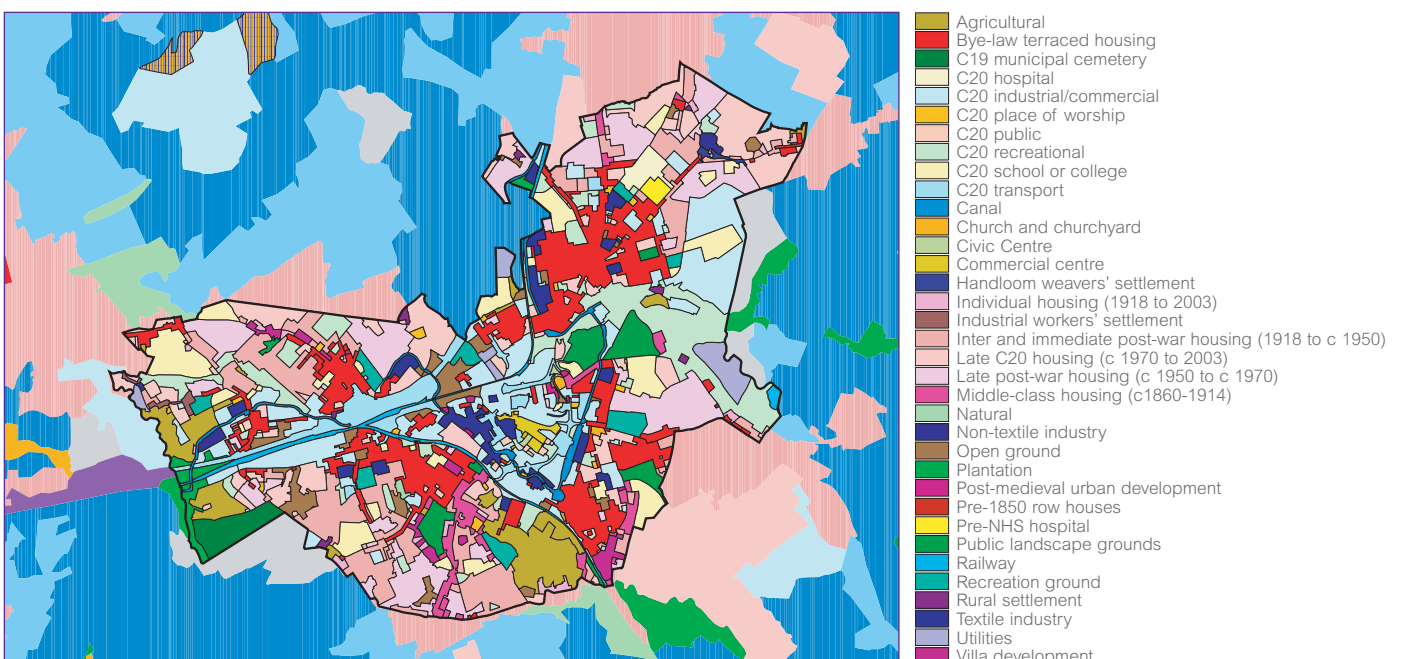 Agricultural
Bye-law terraced housing
C19 municipal cemetery
C20 hospital
C20 industrial/commercial
C20 place of worship
C20 public
C20 recreational
C20 school or college
C20 transport
Canal
Church and churchyard
Civic Centre
Commercial centre
Handloom weavers' settlement
Individual housing (1918 to 2003)
Industrial workers' settlement
Inter and immediate post-war housing (1918 to c 1950)
Late C20 housing (c 1970 to 2003)
Late post-war housing (c 1950 to c 1970)
Middle-class housing (c1860-1914)
Natural
Non-textile industry
Open ground
Plantation
Post-medieval urban development
Pre-1850 row houses
Pre-NHS hospital
Public landscape grounds
Railway
Recreation ground
Rural settlement
Textile industry
Utilities
Villa development